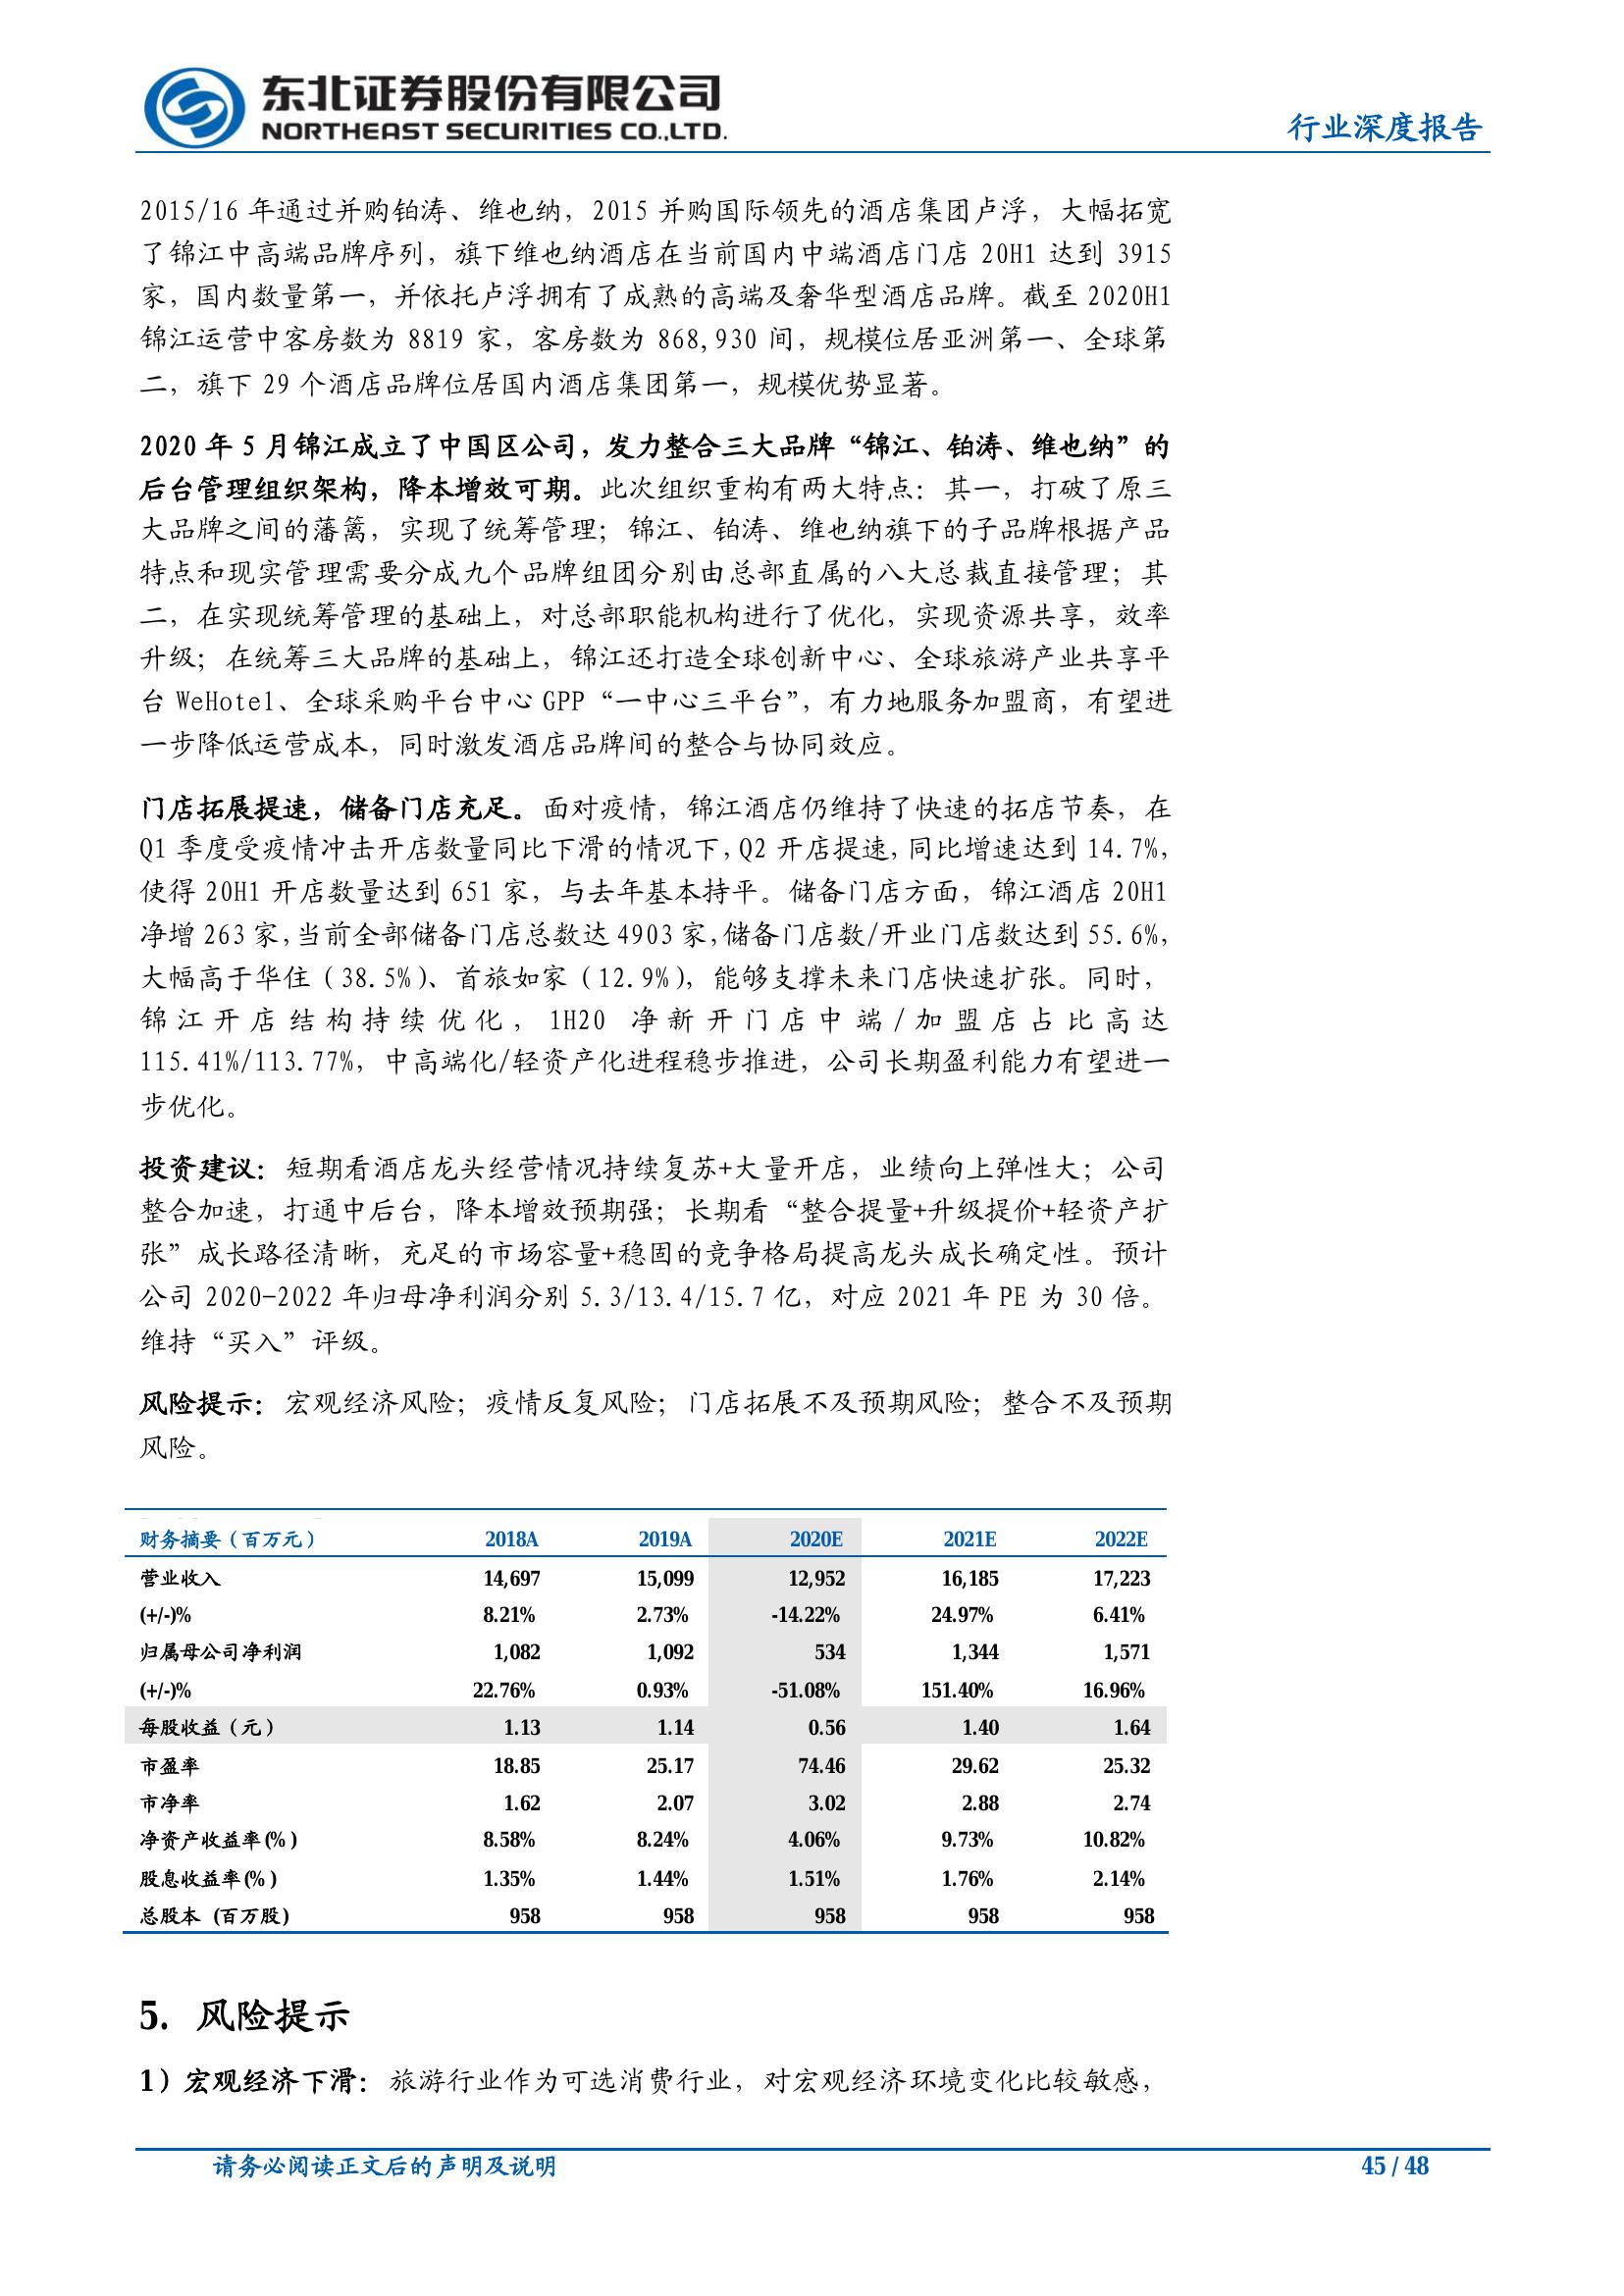 东北证券股份有限公司
NORTHEAST SECURITIES CO.,LTD.
行业深度报告
2015/16 年通过并购铂涛、维也纳，2015 并购国际领先的酒店集团卢浮，大幅拓宽
了锦江中高端品牌序列，旗下维也纳酒店在当前国内中端酒店门店 20H1 达到 3915
家，国内数量第一，并依托卢浮拥有了成熟的高端及奢华型酒店品牌。截至 2020H1
锦江运营中客房数为 8819 家，客房数为 868,930 间，规模位居亚洲第一、全球第
二，旗下 29 个酒店品牌位居国内酒店集团第一，规模优势显著。
2020 年 5 月锦江成立了中国区公司，发力整合三大品牌“锦江、铂涛、维也纳”的
后台管理组织架构，降本增效可期。此次组织重构有两大特点：其一，打破了原三
大品牌之间的藩篱，实现了统筹管理；锦江、铂涛、维也纳旗下的子品牌根据产品
特点和现实管理需要分成九个品牌组团分别由总部直属的八大总裁直接管理；其
二，在实现统筹管理的基础上，对总部职能机构进行了优化，实现资源共享，效率
升级；在统筹三大品牌的基础上，锦江还打造全球创新中心、全球旅游产业共享平
台 WeHotel、全球采购平台中心 GPP“一中心三平台”，有力地服务加盟商，有望进
一步降低运营成本，同时激发酒店品牌间的整合与协同效应。
门店拓展提速，储备门店充足。面对疫情，锦江酒店仍维持了快速的拓店节奏，在
Q1 季度受疫情冲击开店数量同比下滑的情况下，Q2 开店提速，同比增速达到 14.7%，
使得 20H1 开店数量达到 651 家，与去年基本持平。储备门店方面，锦江酒店 20H1
净增 263 家，当前全部储备门店总数达 4903 家，储备门店数/开业门店数达到 55.6%，
大幅高于华住（38.5%）、首旅如家（12.9%），能够支撑未来门店快速扩张。同时，
锦江开店结构持续优化，1H20 净新开门店中端/加盟店占比高达
115.41%/113.77%，中高端化/轻资产化进程稳步推进，公司长期盈利能力有望进一
步优化。
投资建议：短期看酒店龙头经营情况持续复苏+大量开店，业绩向上弹性大；公司
整合加速，打通中后台，降本增效预期强；长期看“整合提量+升级提价+轻资产扩
张”成长路径清晰，充足的市场容量+稳固的竞争格局提高龙头成长确定性。预计
公司 2020-2022 年归母净利润分别 5.3/13.4/15.7 亿，对应 2021 年 PE 为 30 倍。
维持“买入”评级。
风险提示：宏观经济风险；疫情反复风险；门店拓展不及预期风险；整合不及预期
风险。
财务摘要（百万元） 2018A 2019A 2020E 2021E 2022E
营业收入 14,697 15,099 12,952 16,185 17,223
(+/-)% 8.21% 2.73% -14.22% 24.97% 6.41%
归属母公司净利润 1,082 1,092 534 1,344 1,571
(+/-)% 22.76% 0.93% -51.08% 151.40% 16.96%
每股收益（元） 1.13 1.14 0.56 1.40 1.64
市盈率 18.85 25.17 74.46 29.62 25.32
市净率 1.62 2.07 3.02 2.88 2.74
净资产收益率(%) 8.58% 8.24% 4.06% 9.73% 10.82%
股息收益率(%) 1.35% 1.44% 1.51% 1.76% 2.14%
总股本 (百万股) 958 958 958 958 958
5. 风险提示
1）宏观经济下滑：旅游行业作为可选消费行业，对宏观经济环境变化比较敏感，
请务必阅读正文后的声明及说明
45 / 48